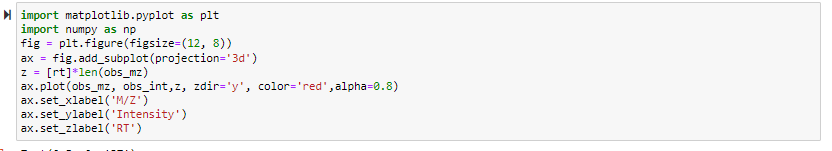 import matplotlib.pyplot as plt
import numpy as np
fig = plt.figure(figsize=(12, 8))
ax = fig.add_subplot(projection='3d')
z = [rt]*len(obs_mz)
ax.plot(obs_mz, obs_int,z, zdir='y', color='red',alpha=0.8)
ax.set_xlabel('M/Z')
ax.set_ylabel('Intensity')
ax.set_zlabel('RT')